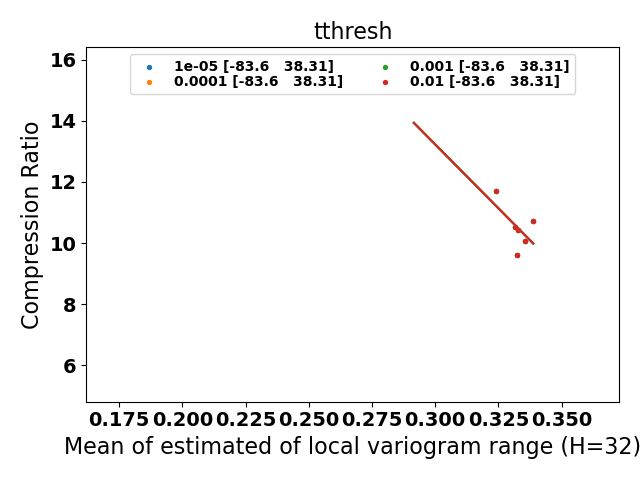 tthresh
1e-05 [-83.6   38.31]
0.0001 [-83.6   38.31]
0.001 [-83.6   38.31]
0.01 [-83.6   38.31]
Compression Ratio
16
14
12
10
8
6
0.175 0.200 0.225 0.250 0.275 0.300 0.325 0.350
Mean of estimated of local variogram range (H=32)